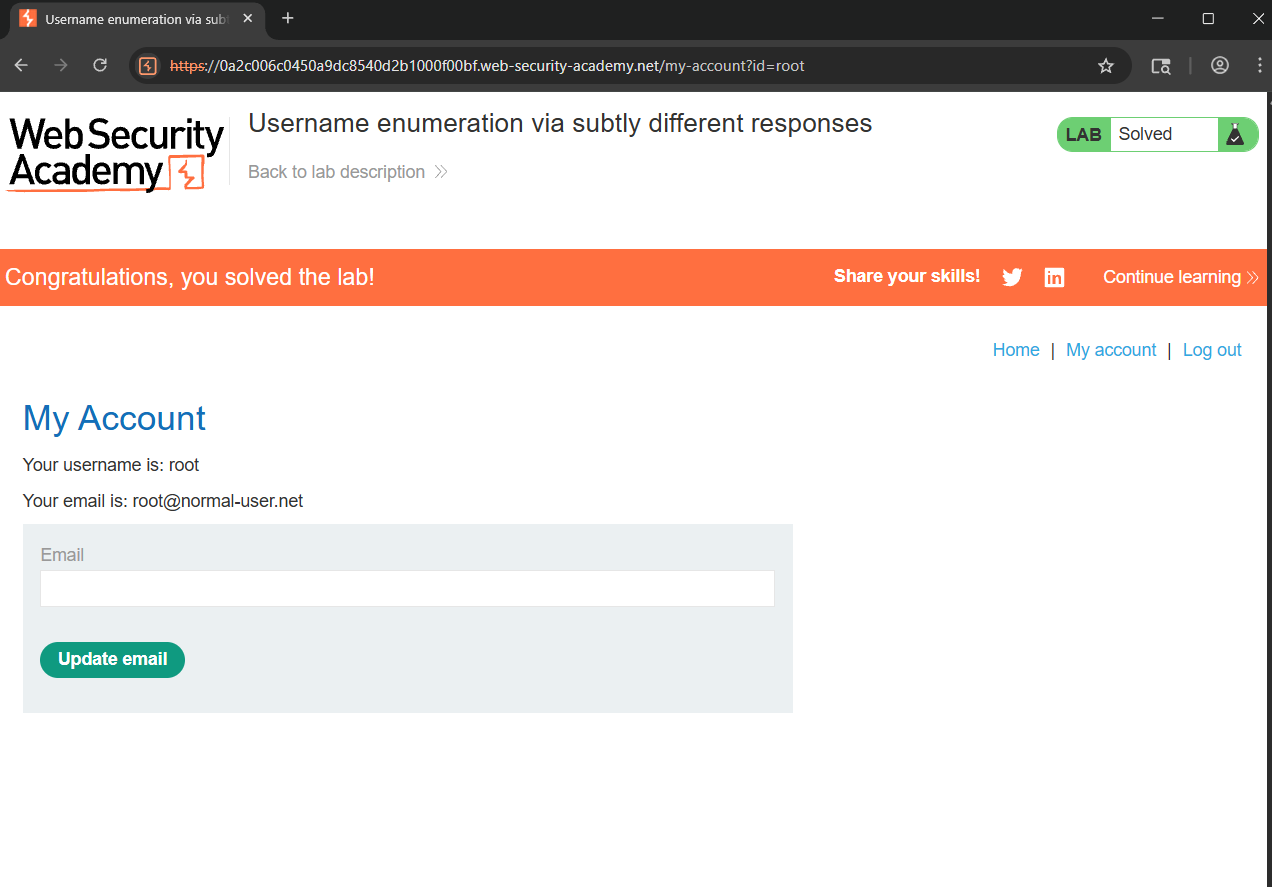 Username enumeration via sub
https://0a2c006c0450a9dc8540d2b1000f00bf.web-security-academy.net/my-account?id=root
Web Security
Academy
Username enumeration via subtly different responses
Back to lab description
LAB Solved
Congratulations, you solved the lab!
Share your skills!
Continue learning
Home | My account | Log out
My Account
Your username is: root
Your email is: root@normal-user.net
Email
Update email